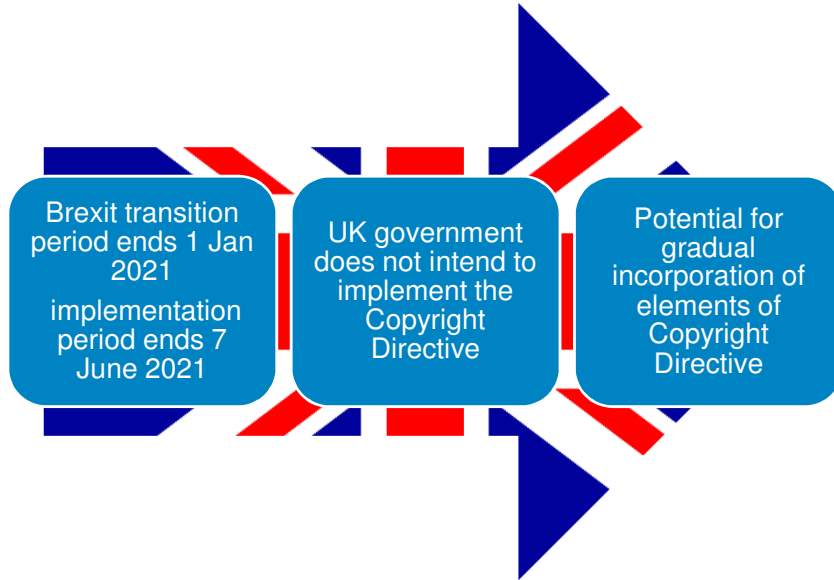 Brexit transition
period ends 1 Jan
2021
implementation
period ends 7
June 2021
UK government
does not intend to
implement the
Copyright
Directive
Potential for
gradual
incorporation of
elements of
Copyright
Directive